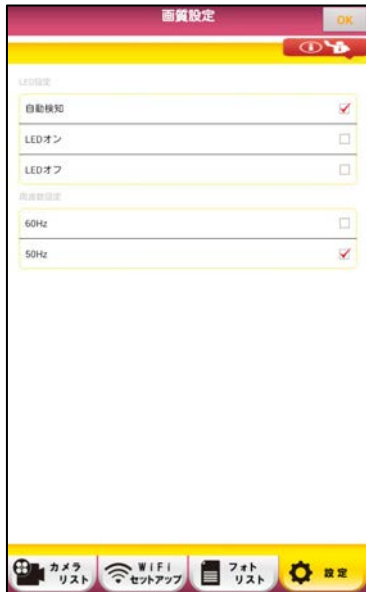 画質設定
OK
LED設定
自動検知
LEDオン
LEDオフ
周波数設定
60Hz
50Hz
カメラ
リスト
WiFi
セットアップ
フォト
リスト
設定